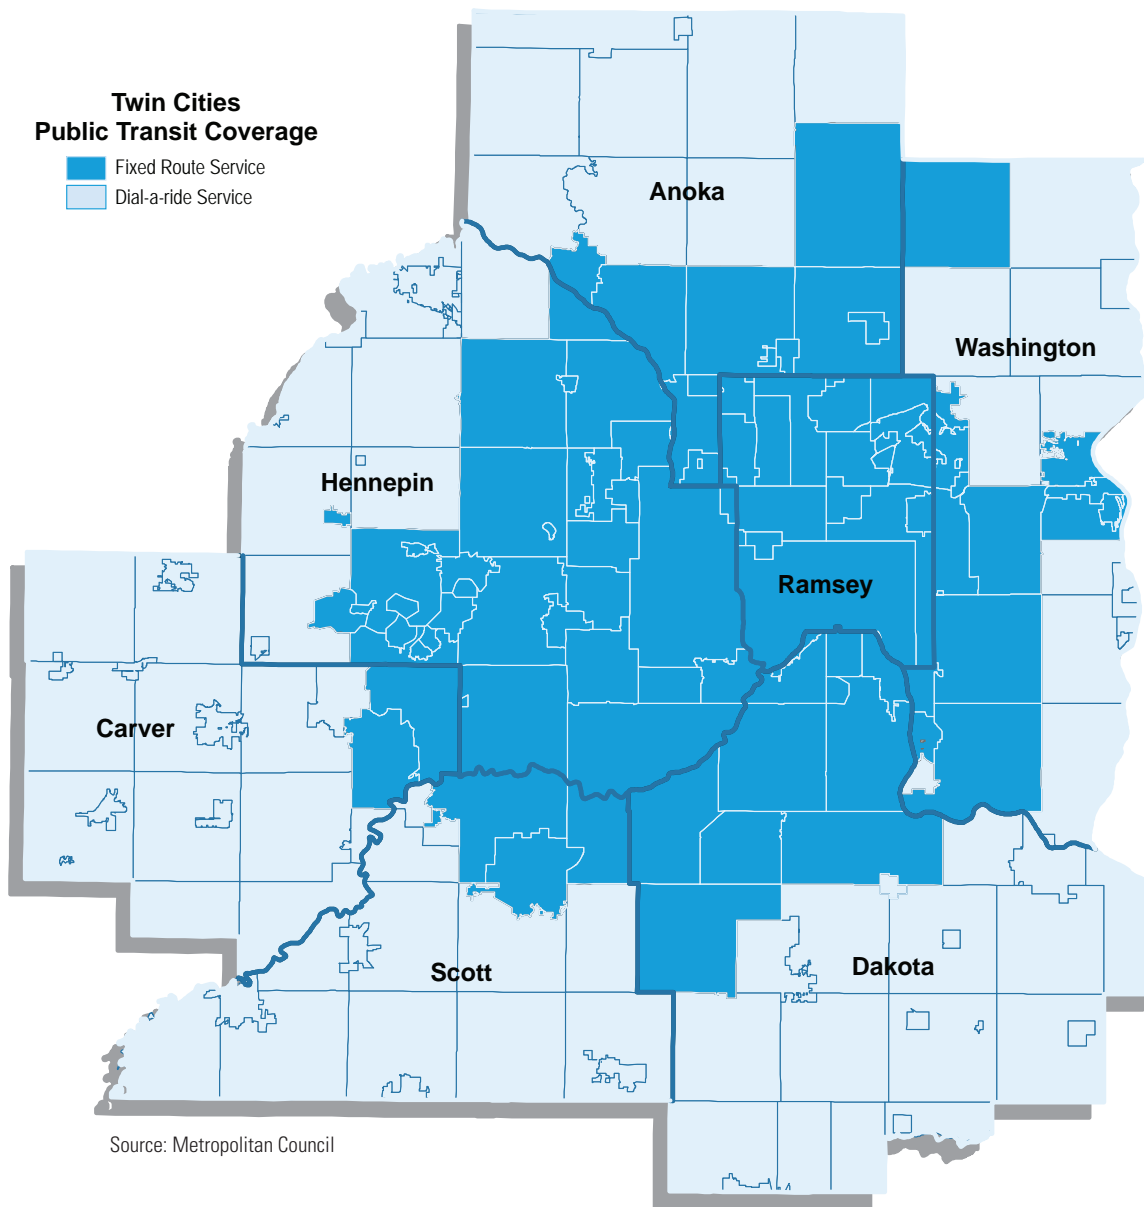 Twin Cities
Public Transit Coverage
Fixed Route Service
Dial-a-ride Service
Anoka
Washington
Hennepin
Ramsey
Carver
Scott
Dakota
Source: Metropolitan Council